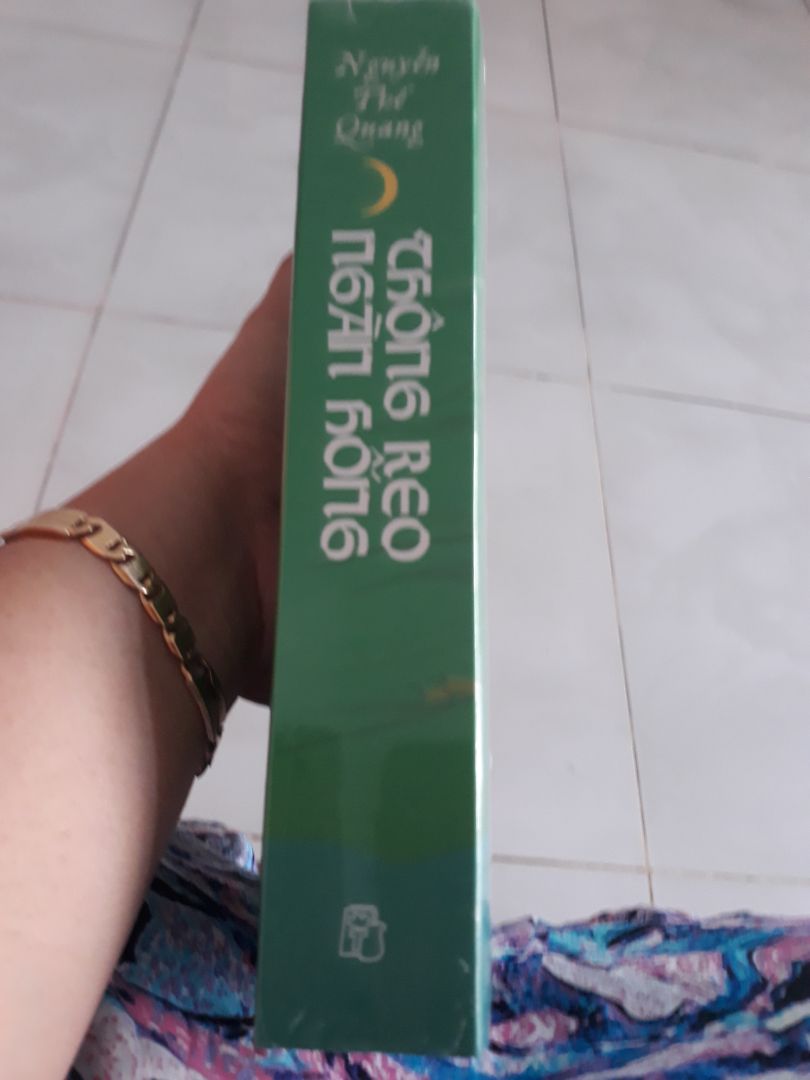 Nguyễn
Thế
Quang
THÔNG REO
NGÀN HỐNG